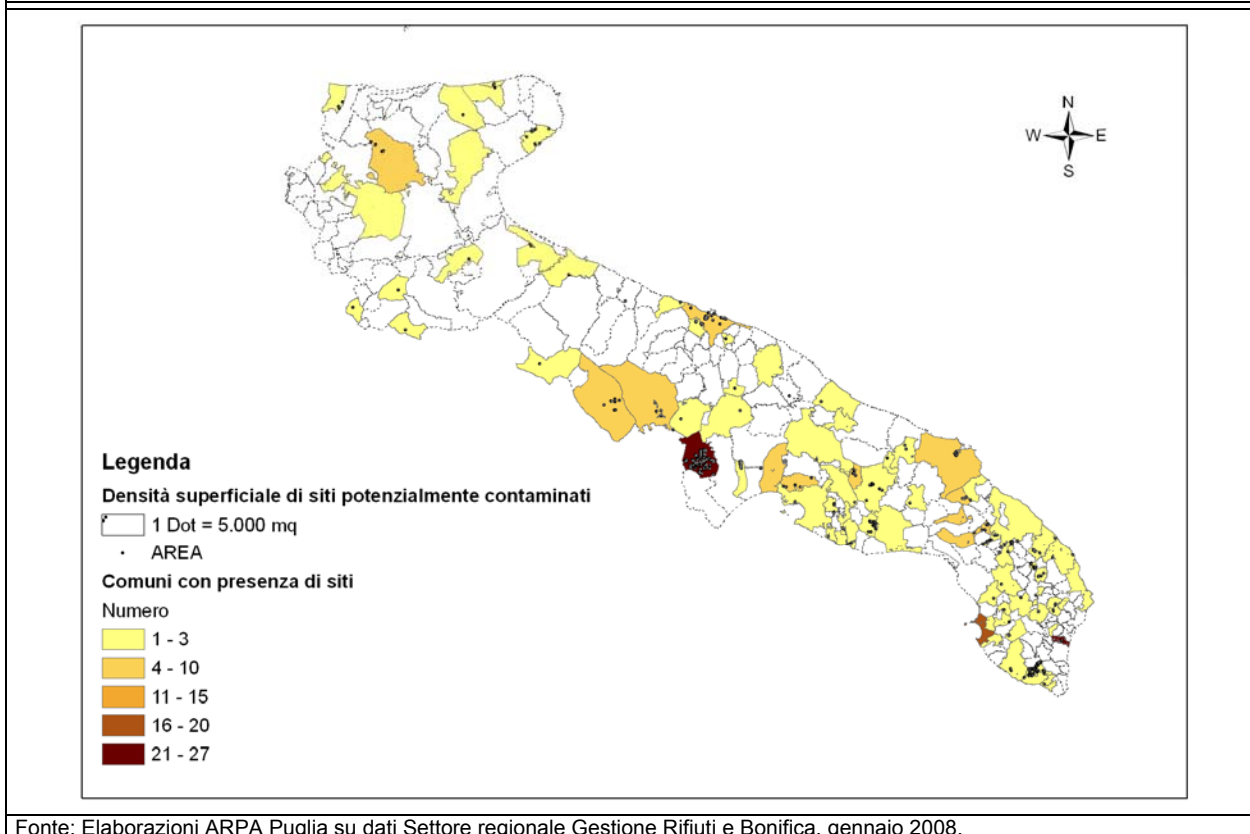 N
W E
S
Legenda
Densità superficiale di siti potenzialmente contaminati
1 Dot = 5.000 mq
AREA
Comuni con presenza di siti
Numero
1 - 3
4 - 10
11 - 15
16 - 20
21 - 27
Fonte: Elaborazioni ARPA Puglia su dati Settore regionale Gestione Rifiuti e Bonifica, gennaio 2008.